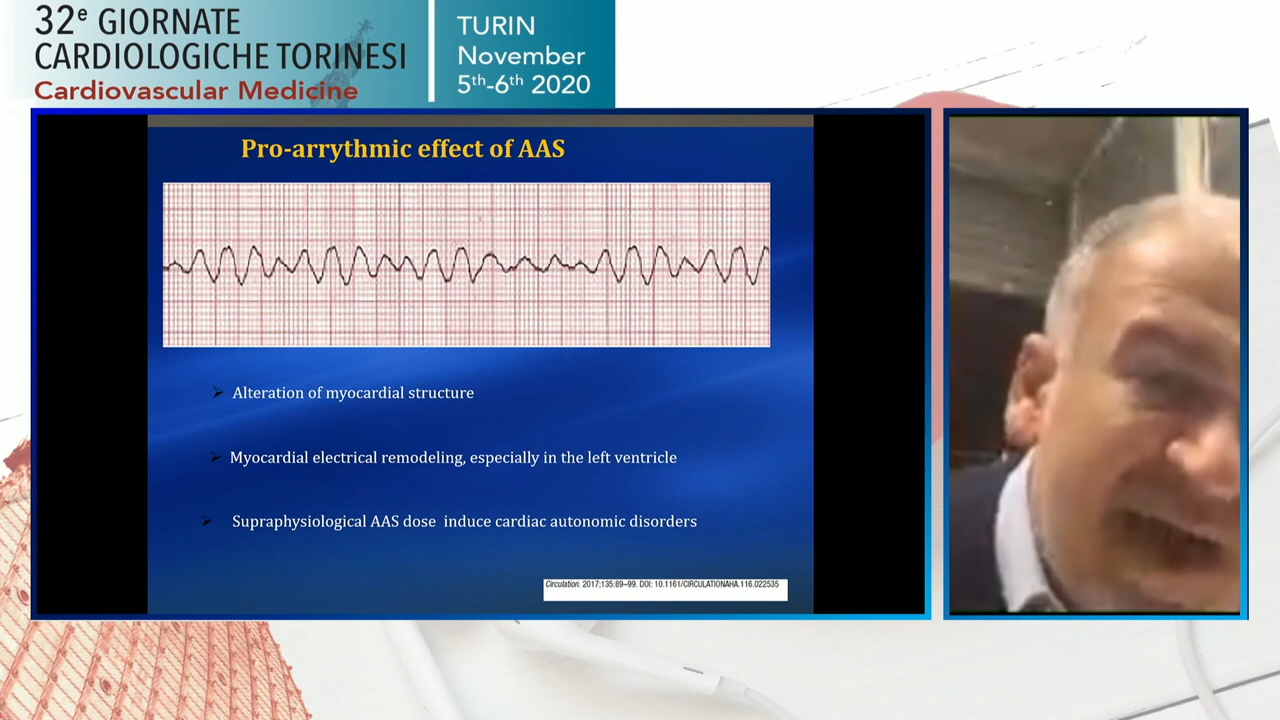 32e GIORNATE
CARDIOLOGICHE TORINESI
Cardiovascular Medicine
TURIN
November
5th-6th 2020
Pro-arrythmic effect of AAS
Alteration of myocardial structure
Myocardial electrical remodeling, especially in the left ventricle
Supraphysiological AAS dose induce cardiac autonomic disorders
Circulation. 2017;135:89–99. DOI: 10.1161/CIRCULATIONAHA.116.022535